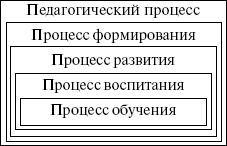 Педагогический процесс
Процесс формирования
Процесс развития
Процесс воспитания
Процесс обучения